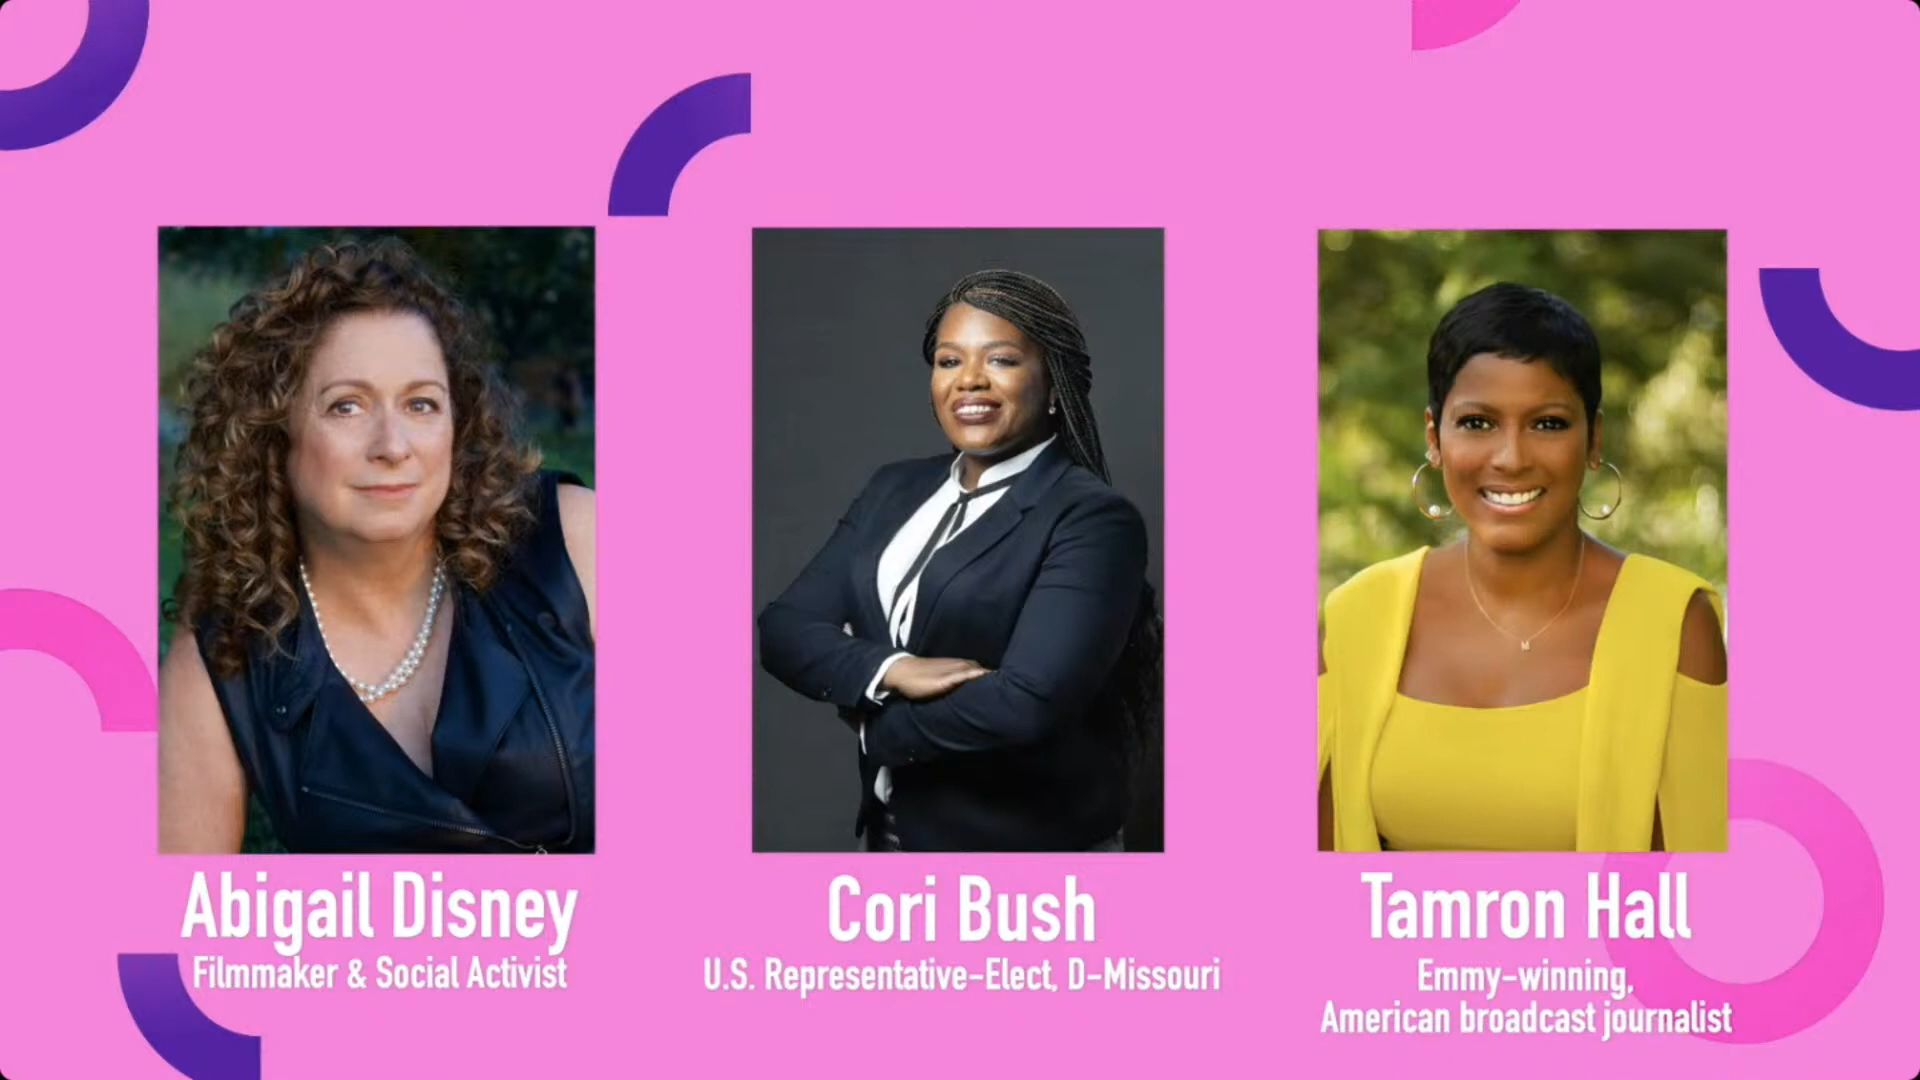 Abigail Disney
Filmmaker & Social Activist
Cori Bush
U.S. Representative-Elect, D-Missouri
Tamron Hall
Emmy-winning,
American broadcast journalist